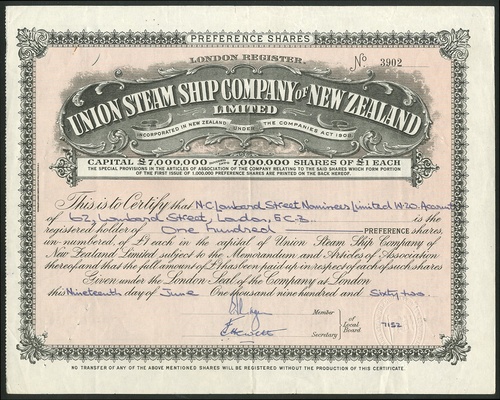 PREFERENCE SHARES
LONDON REGISTER
No 3902
UNION STEAM SHIP COMPANY OF NEW ZEALAND
LIMITED
INCORPORATED IN NEW ZEALAND UNDER THE COMPANIES ACT 1908
CAPITAL £7,000,000 7,000,000 SHARES OF £1 EACH
THE SPECIAL PROVISIONS IN THE ARTICLES OF ASSOCIATION OF THE COMPANY RELATING TO THE SAID SHARES WHICH FORM PORTION
OF THE FIRST ISSUE OF 1,000,000 PREFERENCE SHARES ARE PRINTED ON THE BACK HEREOF.
This is to Certify that N.C. Lombard Street Nominees Limited Account
of 62, Lombard Street, London, E.C.3. is the
registered holder of One hundred PREFERENCE shares,
un-numbered, of £1 each in the capital of Union Steam Ship Company of
New Zealand Limited subject to the Memorandum and Articles of Association
thereof and that the full amount of £1 has been paid up in respect of each of such shares
Given under the London Seal of the Company at London
this Nineteenth day of June One thousand nine hundred and Sixty two.
Member
of Local Board.
Secretary
7152
NO TRANSFER OF ANY OF THE ABOVE MENTIONED SHARES WILL BE REGISTERED WITHOUT THE PRODUCTION OF THIS CERTIFICATE.